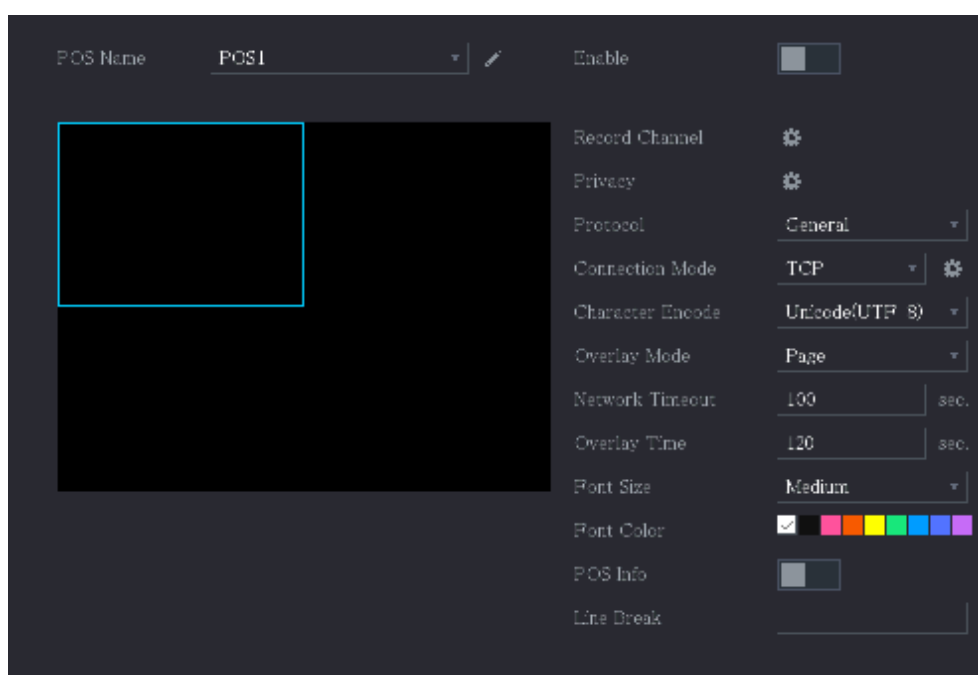 POS Name POS1 Enable
Record Channel
Privacy
Protocol General
Connection Mode TCP
Character Encode Unicode(UTF-8)
Overlay Mode Page
Network Timeout 100 sec.
Overlay Time 120 sec.
Font Size Medium
Font Color
POS Info
Line Break